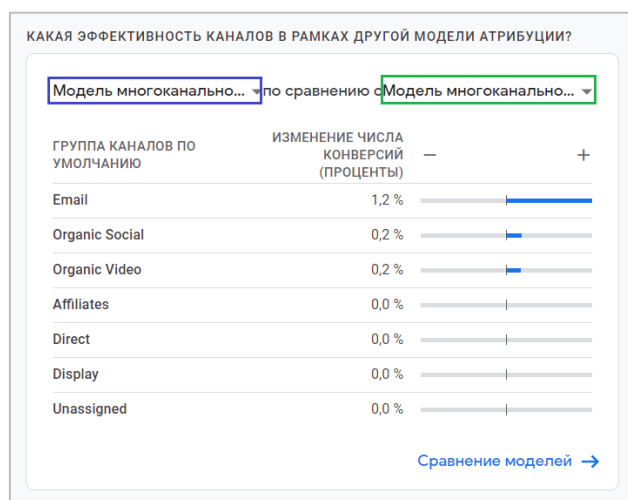 КАКАЯ ЭФФЕКТИВНОСТЬ КАНАЛОВ В РАМКАХ ДРУГОЙ МОДЕЛИ АТРИБУЦИИ?
Модель многоканально... по сравнению с Модель многоканально...
ГРУППА КАНАЛОВ ПО
УМОЛЧАНИЮ
ИЗМЕНЕНИЕ ЧИСЛА
КОНВЕРСИЙ
(ПРОЦЕНТЫ)
− +
Email 1,2 %
Organic Social 0,2 %
Organic Video 0,2 %
Affiliates 0,0 %
Direct 0,0 %
Display 0,0 %
Unassigned 0,0 %
Сравнение моделей →